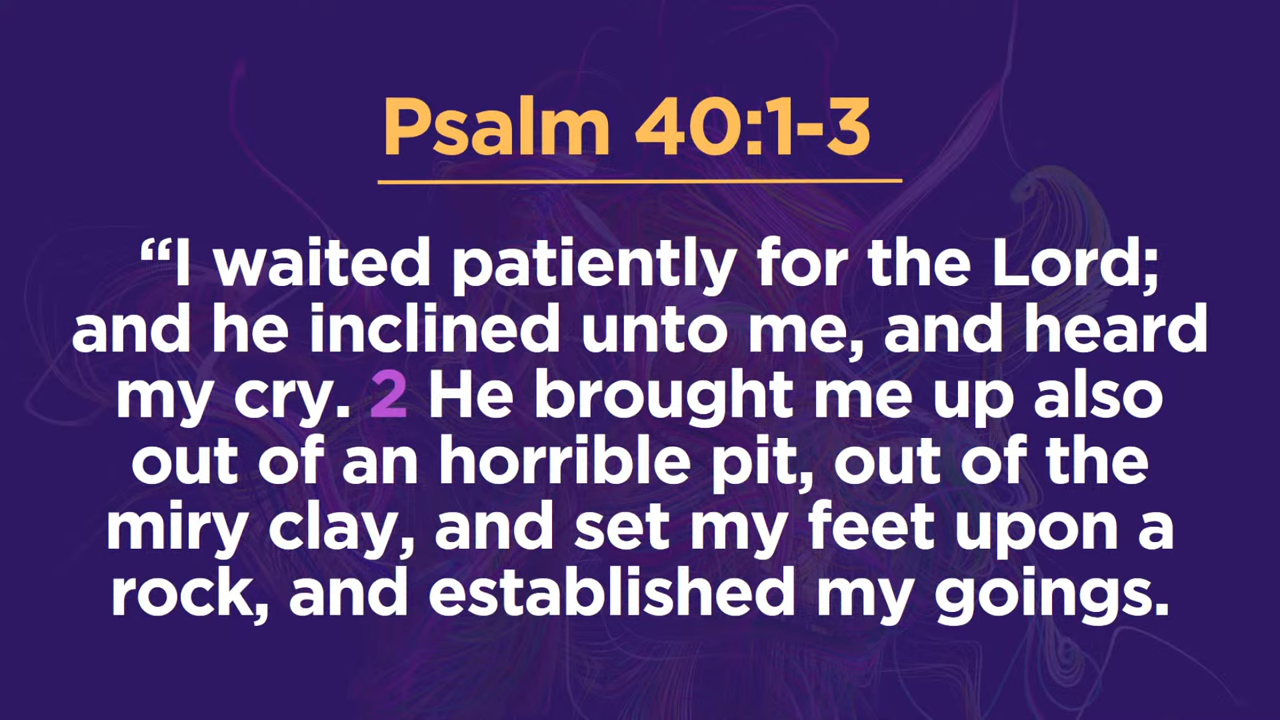 Psalm 40:1-3
“I waited patiently for the Lord;
and he inclined unto me, and heard
my cry. 2 He brought me up also
out of an horrible pit, out of the
miry clay, and set my feet upon a
rock, and established my goings.